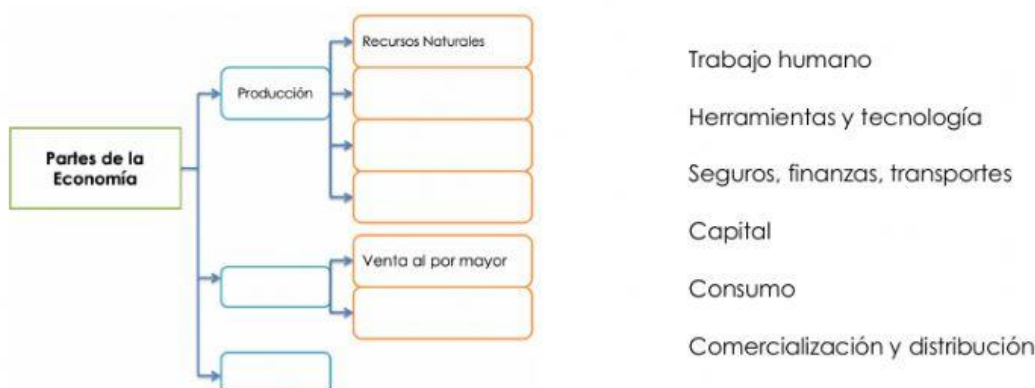 Recursos Naturales
Producción
Partes de la
Economía
Venta al por mayor
Trabajo humano
Herramientas y tecnología
Seguros, finanzas, transportes
Capital
Consumo
Comercialización y distribución